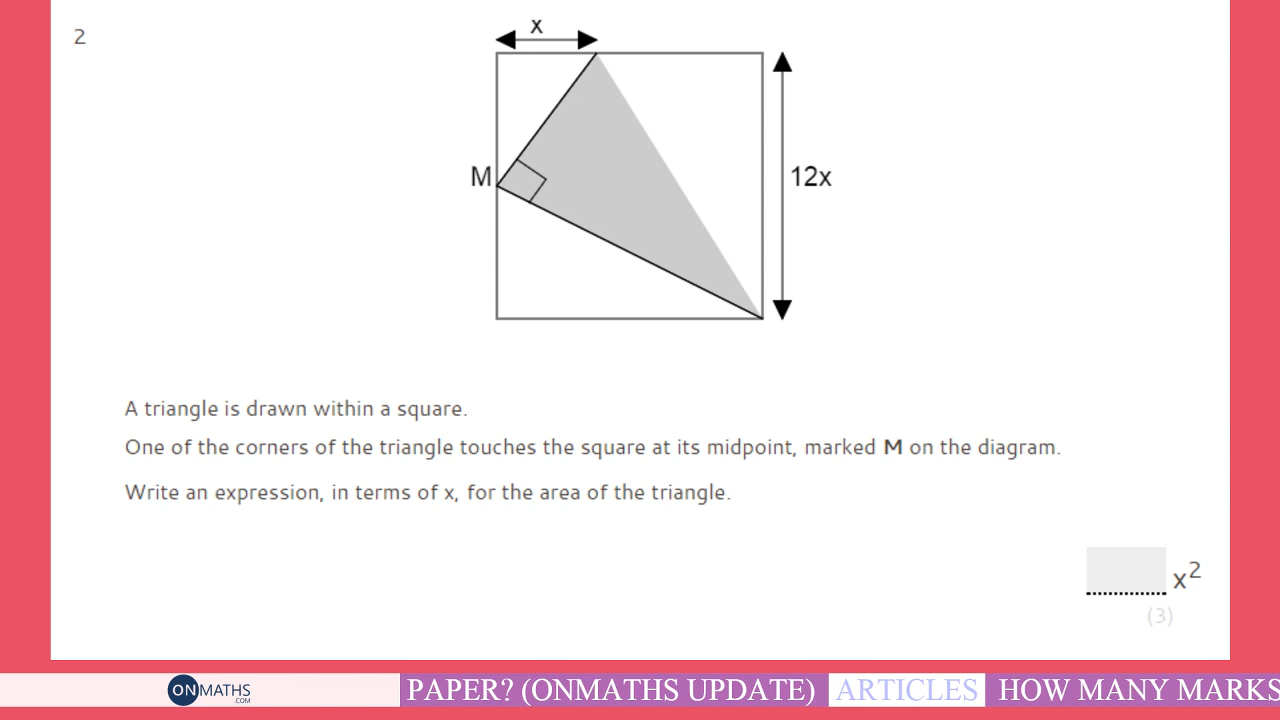 2
x
M
12x
A triangle is drawn within a square.
One of the corners of the triangle touches the square at its midpoint, marked M on the diagram.
Write an expression, in terms of x, for the area of the triangle.
x²
(3)
ONMATHS
.COM
PAPER? (ONMATHS UPDATE) ARTICLES HOW MANY MARKS